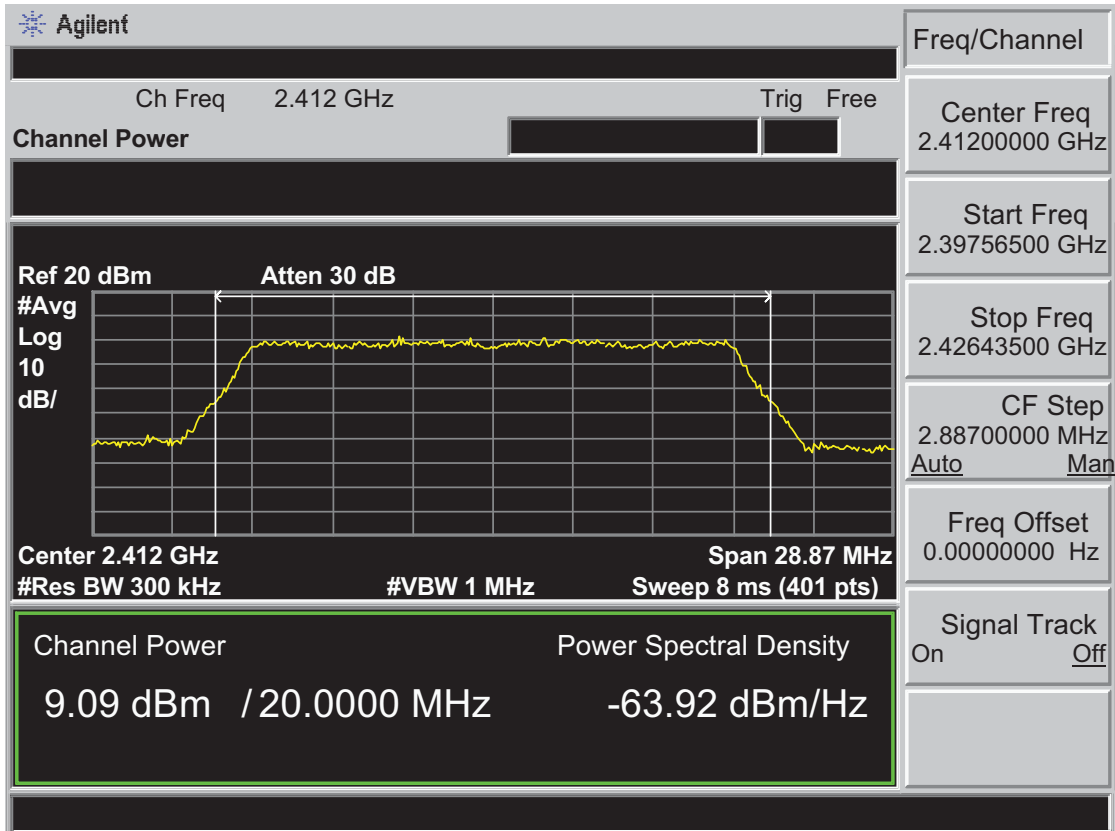 Agilent
Freq/Channel
Ch Freq 2.412 GHz Trig Free
Channel Power
Center Freq
2.41200000 GHz
Start Freq
2.39756500 GHz
Stop Freq
2.42643500 GHz
CF Step
2.88700000 MHz
Auto Man
Freq Offset
0.00000000 Hz
Signal Track
On Off
Ref 20 dBm Atten 30 dB
#Avg
Log
10
dB/
Center 2.412 GHz Span 28.87 MHz
#Res BW 300 kHz #VBW 1 MHz Sweep 8 ms (401 pts)
Channel Power Power Spectral Density
9.09 dBm / 20.0000 MHz -63.92 dBm/Hz